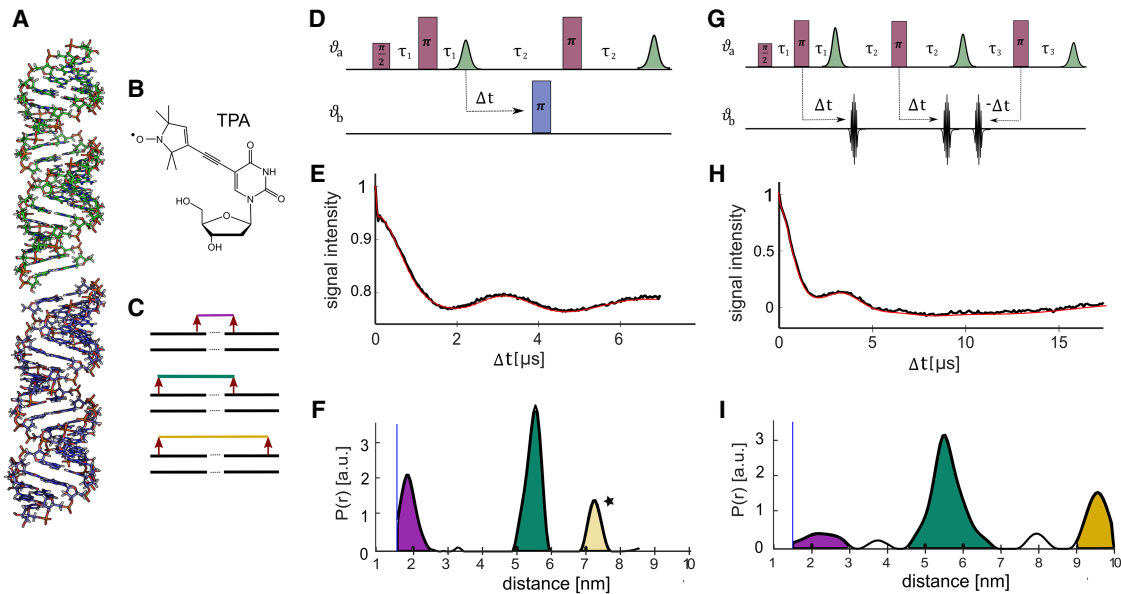 A
B
TPA
•O
N
O
NH
N
O
HO
O
OH
C
D
ϑa
π/2
τ1
π
τ1
τ2
π
τ2
ϑb
Δt
π
E
signal intensity
1
0.9
0.8
0
2
4
6
Δt[µs]
F
P(r) [a.u.]
3
2
1
0
2
3
4
5
6
7
8
9
10
distance [nm]
G
ϑa
π/2
τ1
π
τ1
τ2
π
τ2
τ3
π
τ3
ϑb
Δt
Δt
-Δt
H
signal intensity
1
0.5
0
0
5
10
15
Δt[µs]
I
P(r) [a.u.]
3
2
1
0
1
2
3
4
5
6
7
8
9
10
distance [nm]